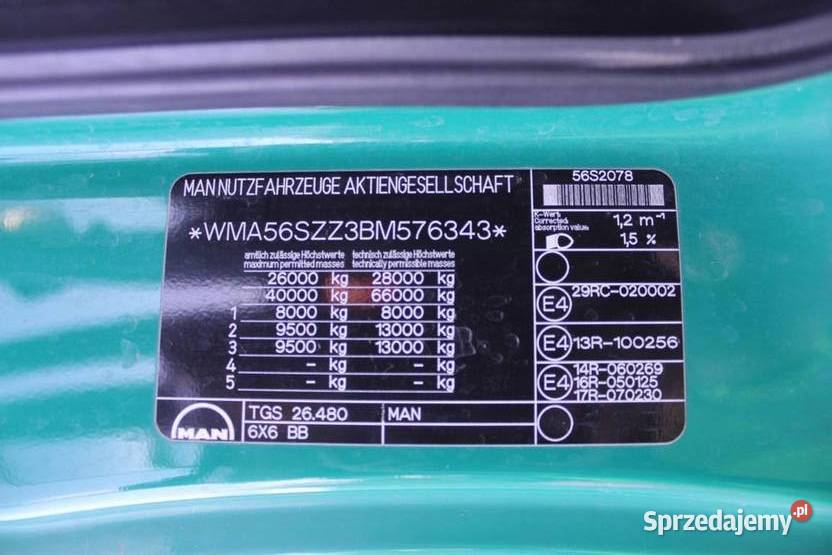 MAN NUTZFAHRZEUGE AKTIENGESELLSCHAFT
*WMA56SZZ3BM576343*
amtlich zulässige Höchstwerte technisch zulässige Höchstwerte
maximum permitted masses technically permissible masses
26000 kg 28000 kg
40000 kg 66000 kg
1 8000 kg 8000 kg
2 9500 kg 13000 kg
3 9500 kg 13000 kg
4 - kg - kg
5 - kg - kg
MAN
TGS 26.480 MAN
6X6 BB
56S2078
K-Wert
Corrected
absorption value:
1,2 m⁻¹
1,5 %
E4 29RC-020002
E4 13R-100256
14R-060269
E4 16R-050125
17R-070230
Sprzedajemy.pl